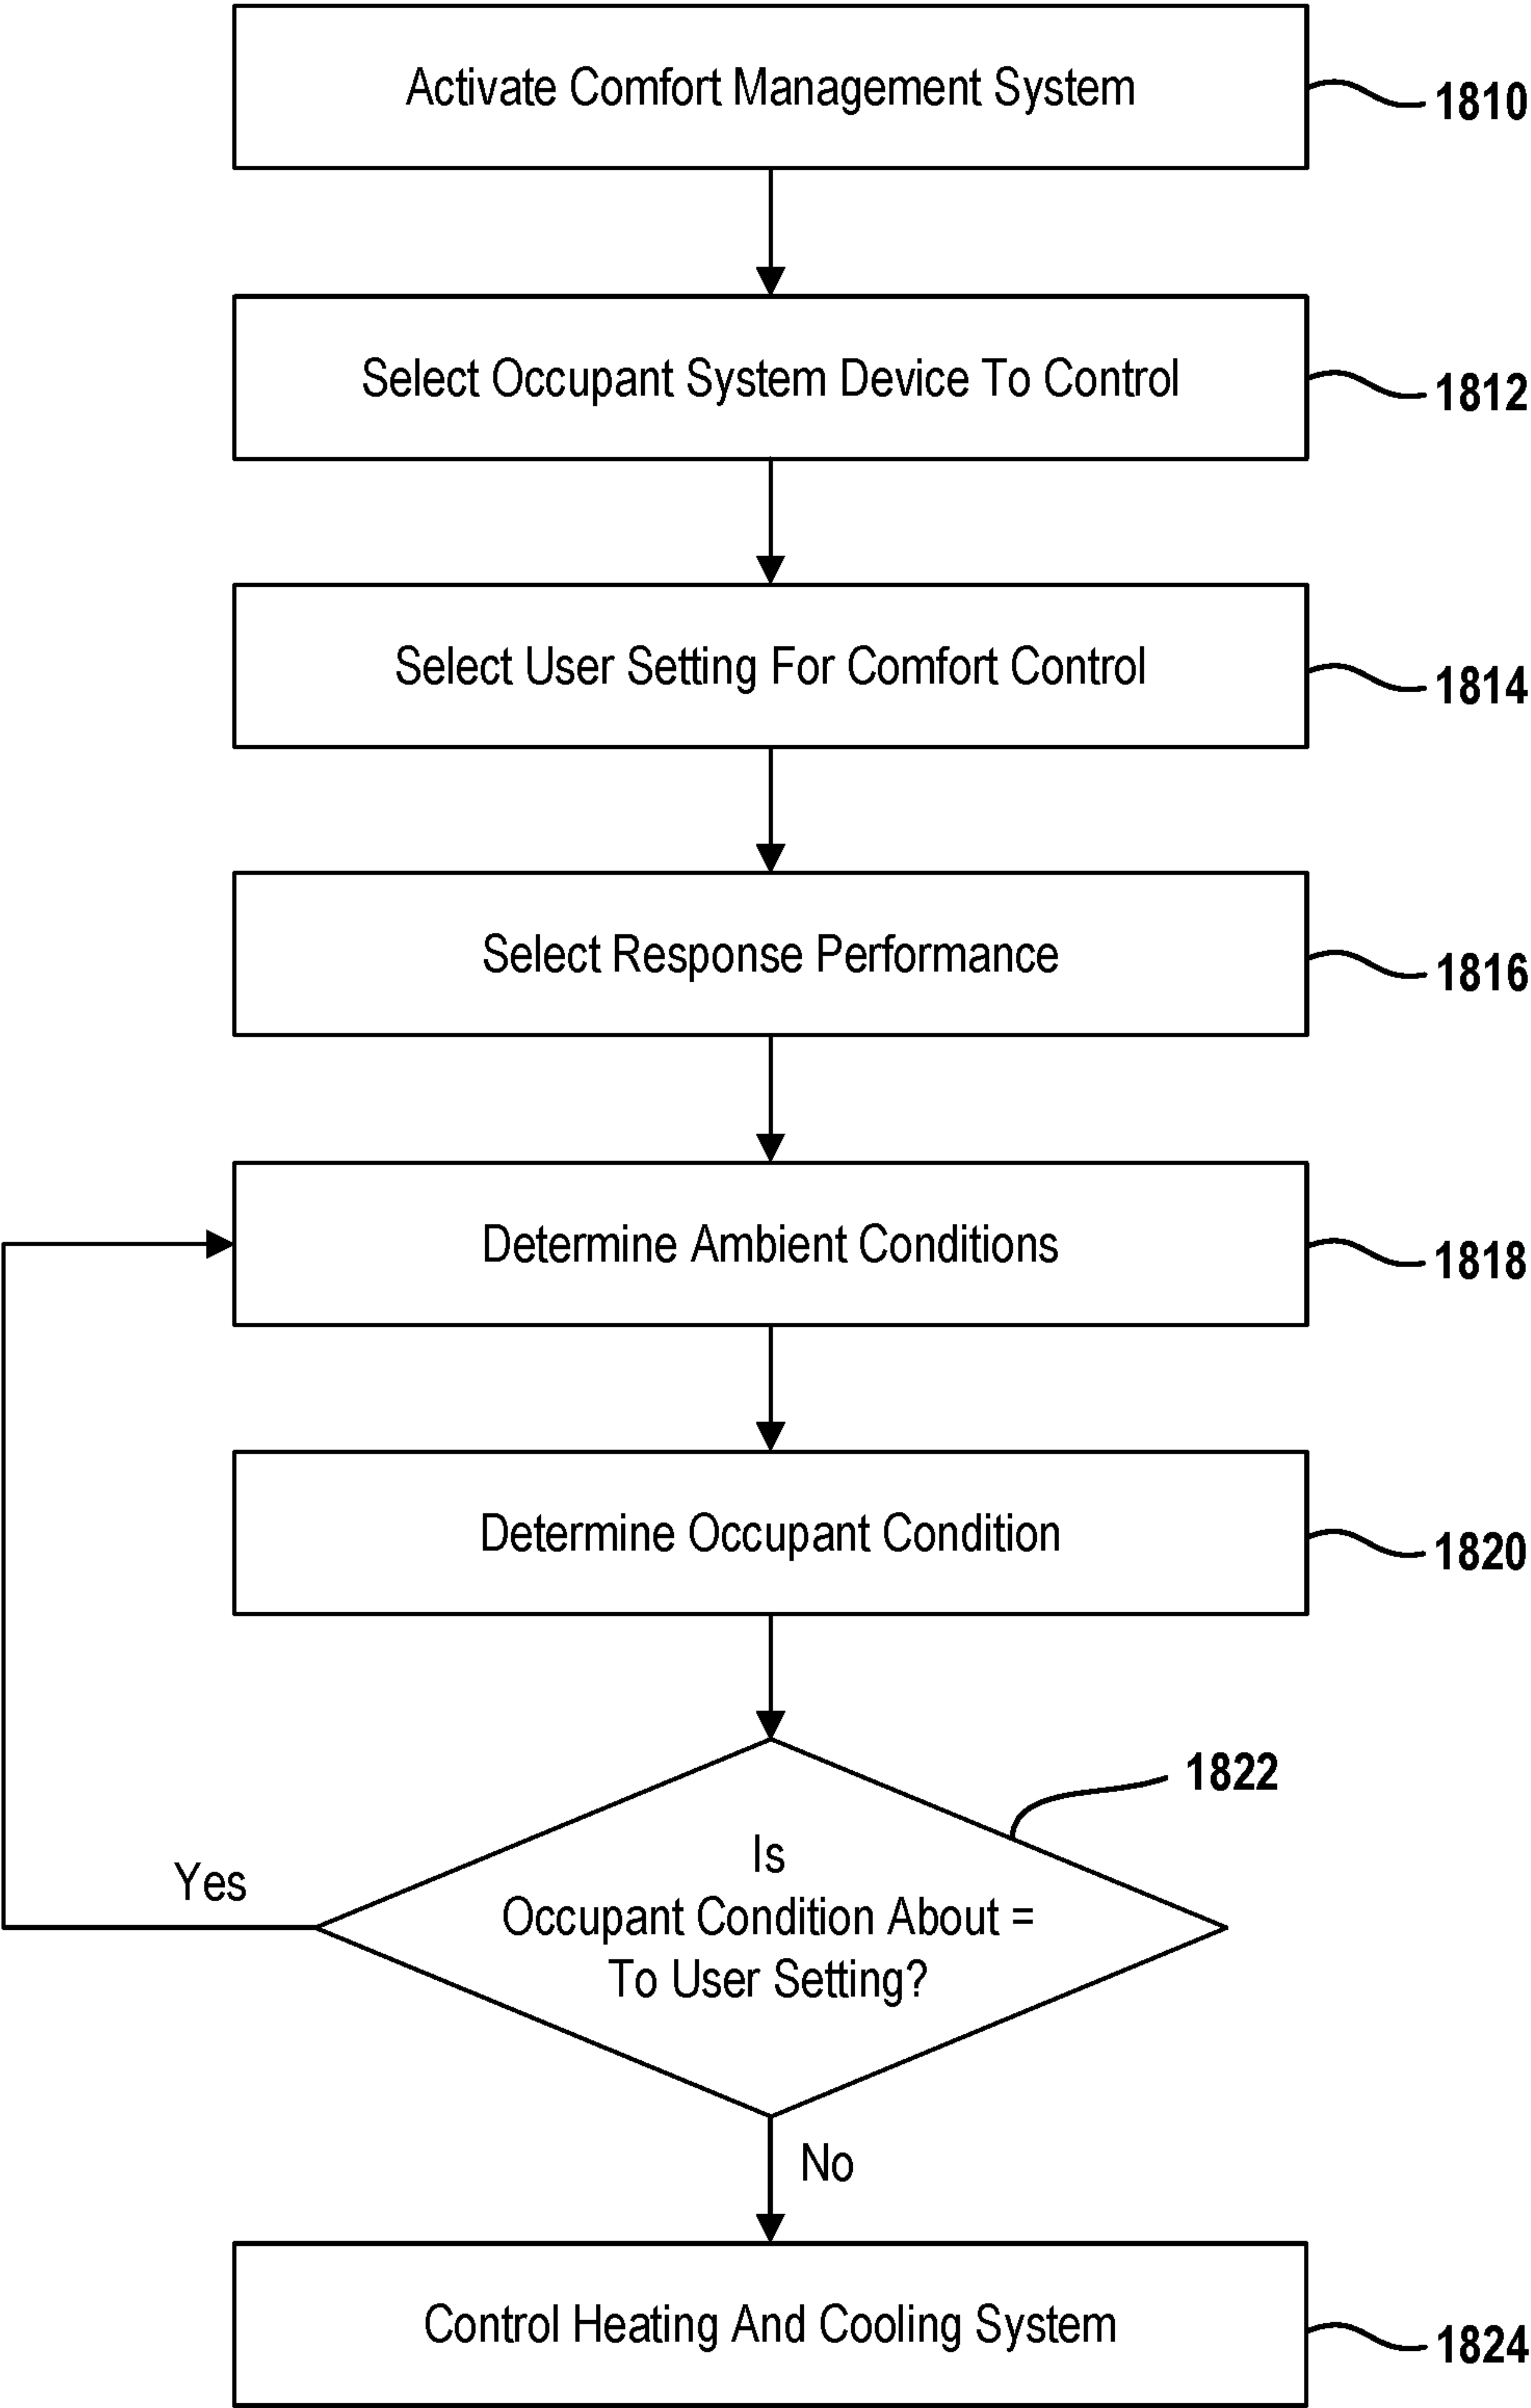 Activate Comfort Management System
1810
Select Occupant System Device To Control
1812
Select User Setting For Comfort Control
1814
Select Response Performance
1816
Determine Ambient Conditions
1818
Determine Occupant Condition
1820
1822
Is
Occupant Condition About =
To User Setting?
Yes
No
Control Heating And Cooling System
1824